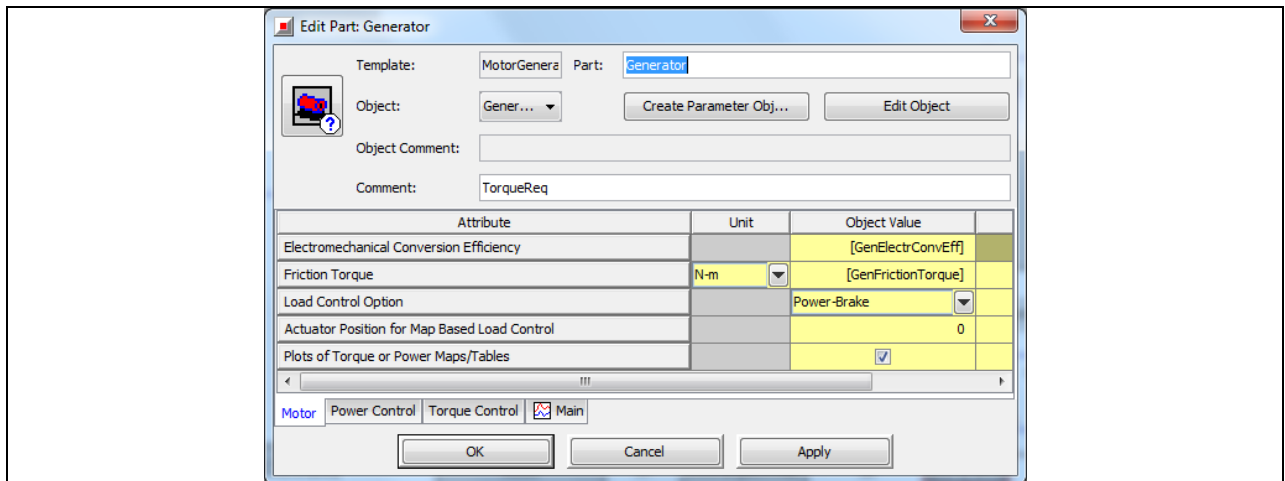 Edit Part: Generator
Template: MotorGenera Part: Generator
Object: Gener... Create Parameter Obj... Edit Object
Object Comment:
Comment: TorqueReq
Attribute Unit Object Value
Electromechanical Conversion Efficiency [GenElectrConvEff]
Friction Torque N-m [GenFrictionTorque]
Load Control Option Power-Brake
Actuator Position for Map Based Load Control 0
Plots of Torque or Power Maps/Tables
Motor Power Control Torque Control Main
OK Cancel Apply